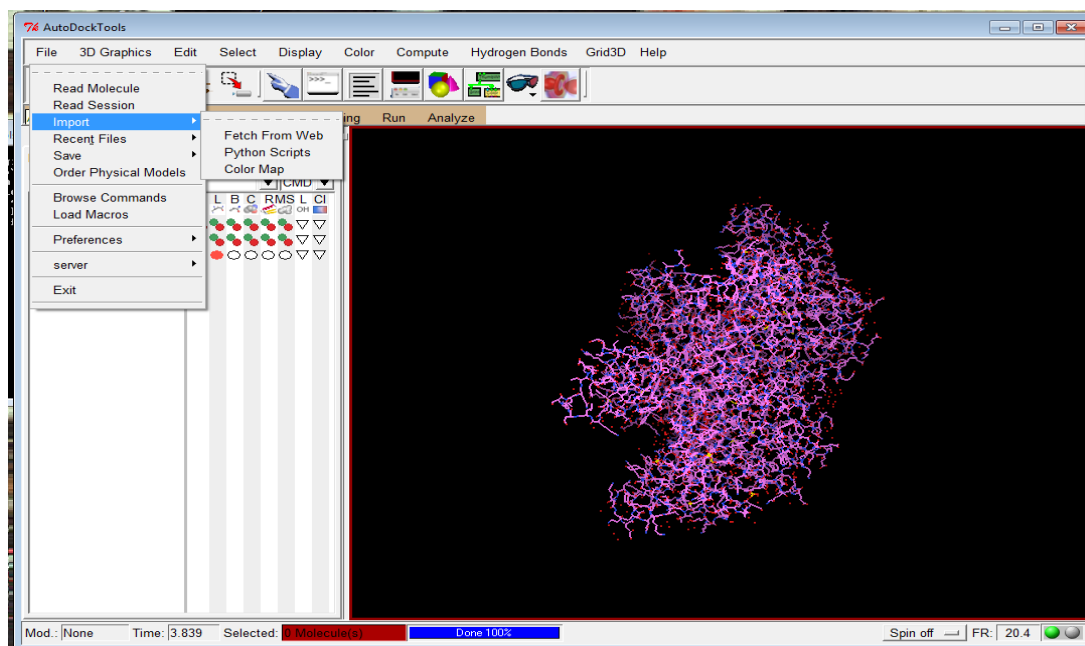 AutoDockTools
File 3D Graphics Edit Select Display Color Compute Hydrogen Bonds Grid3D Help
Read Molecule
Read Session
Import
Recent Files
Save
Order Physical Models
Browse Commands
Load Macros
Preferences
server
Exit
Fetch From Web
Python Scripts
Color Map
ing Run Analyze
CMD
L B C R MS L Cl
OH
Mod.: None Time: 3.839 Selected: 0 Molecule(s) Done 100% Spin off FR: 20.4